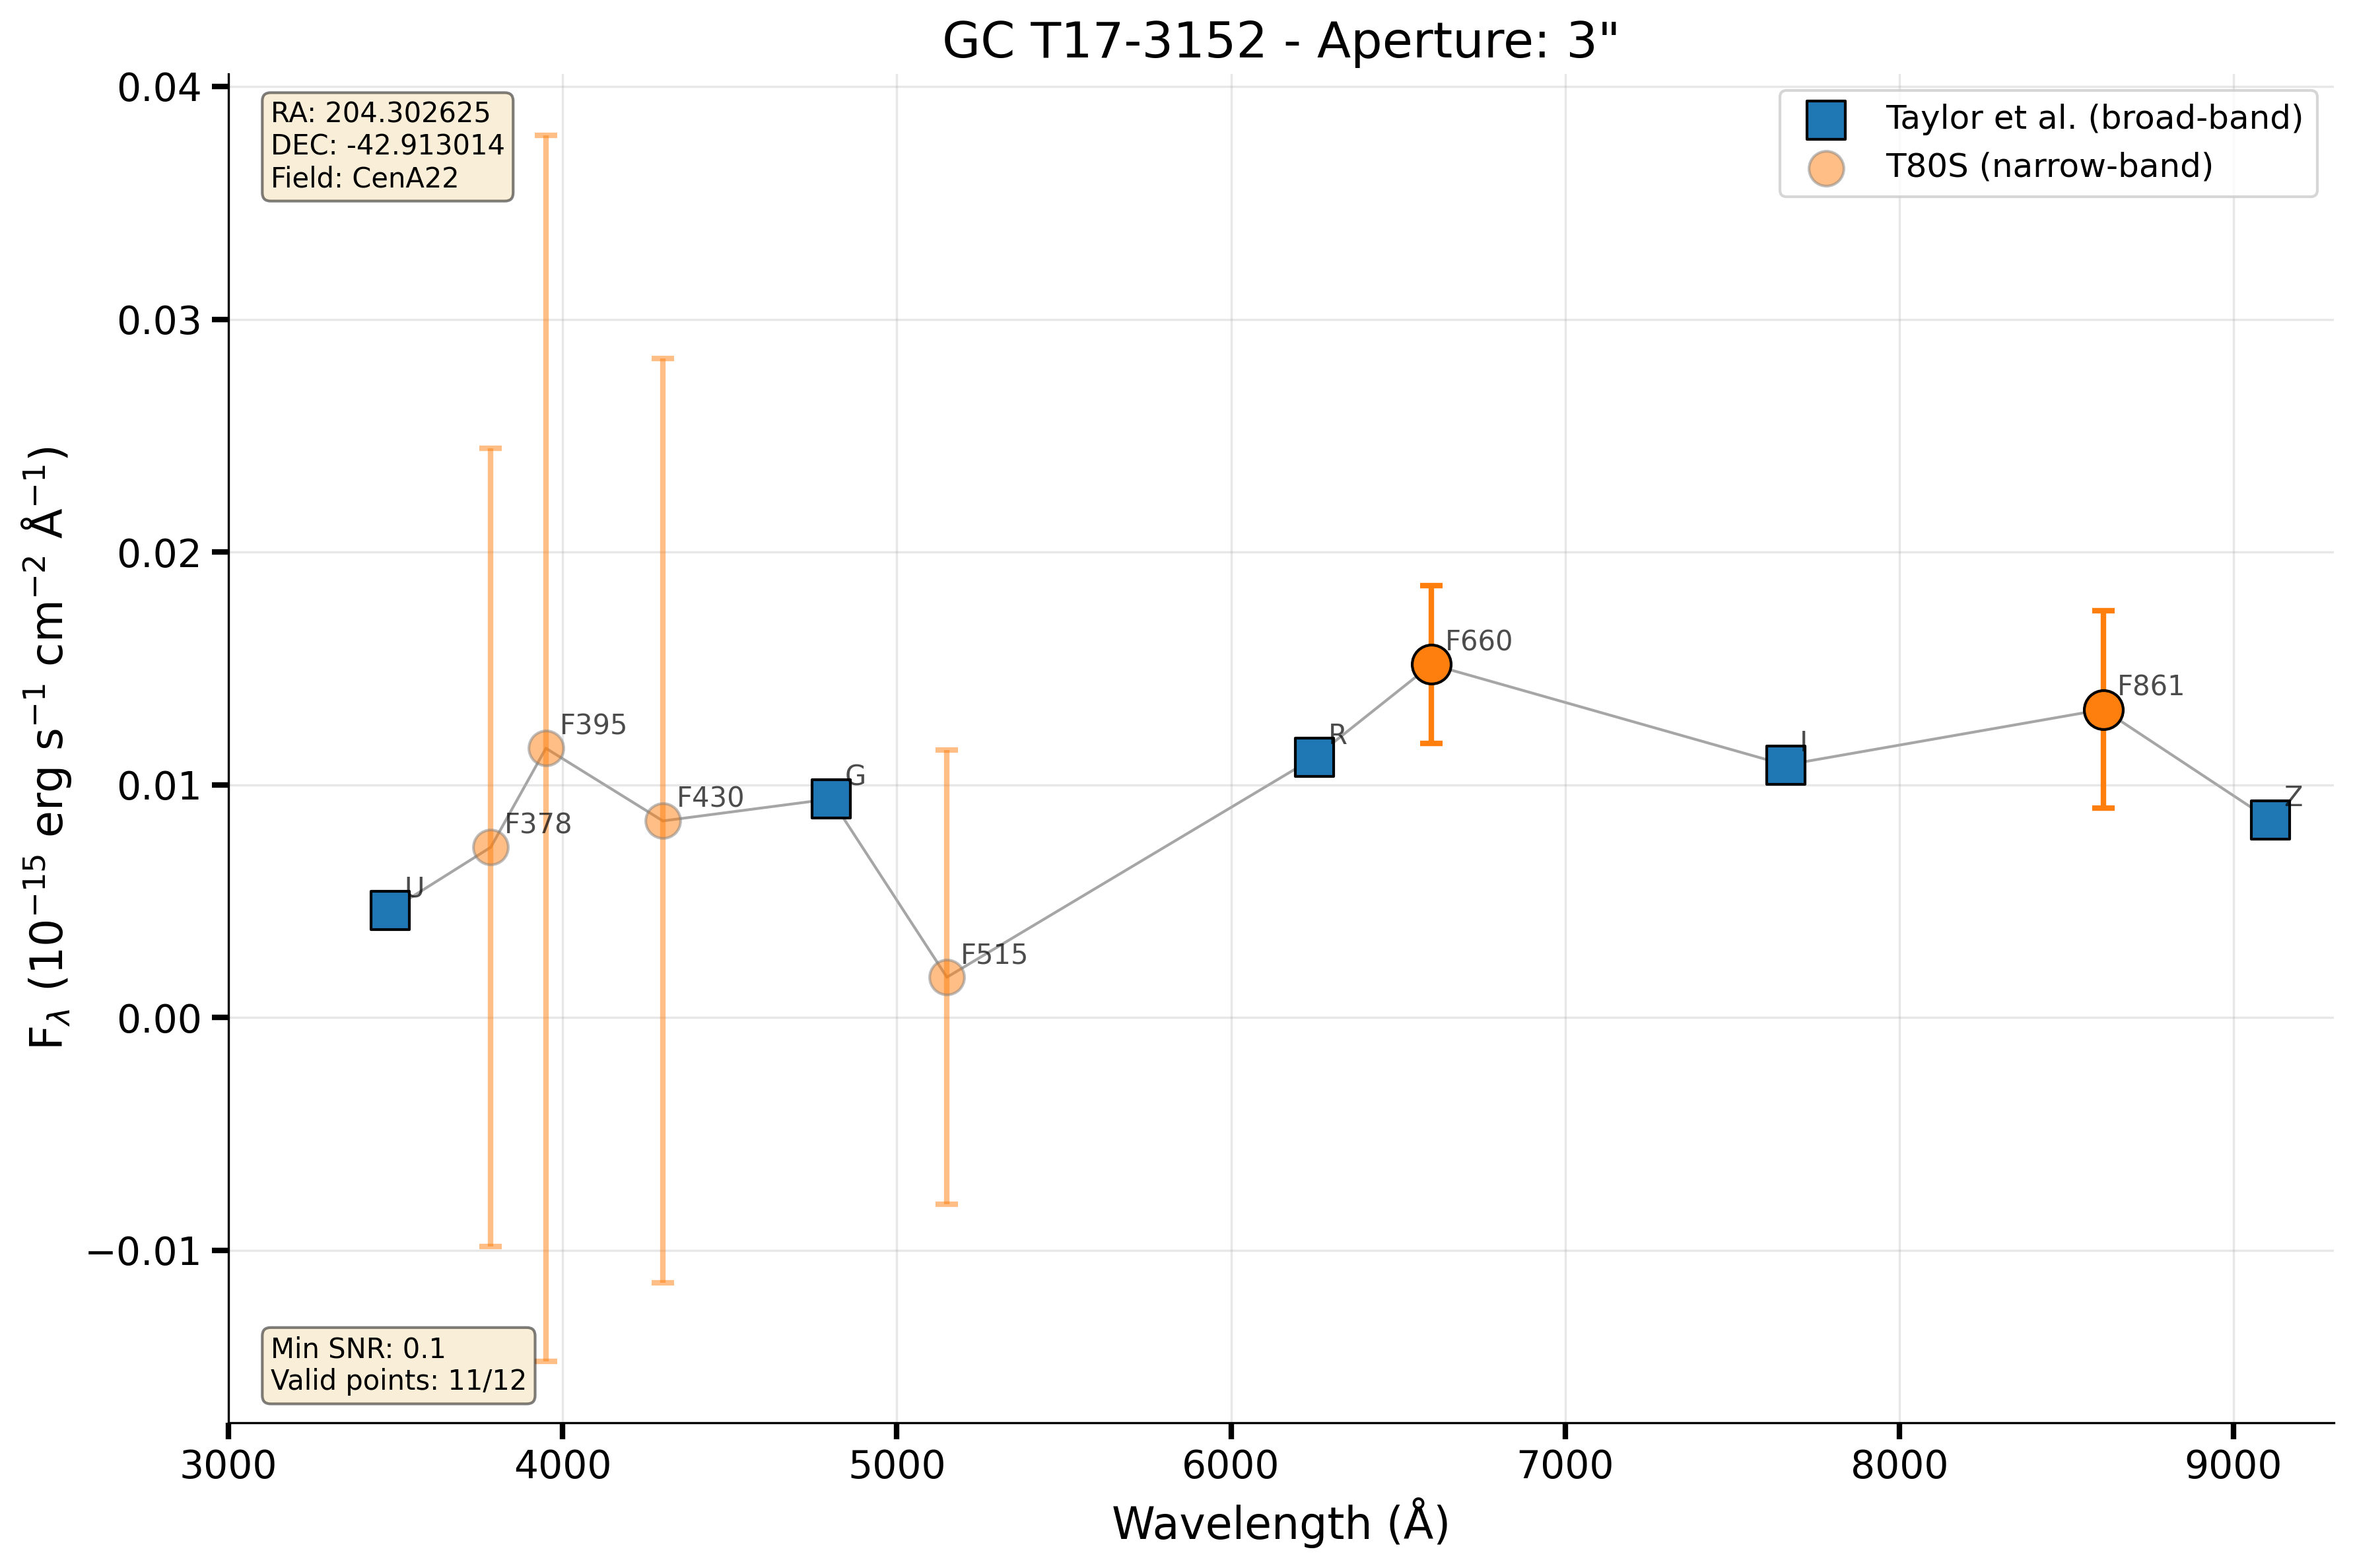 GC T17-3152 - Aperture: 3"
RA: 204.302625
DEC: -42.913014
Field: CenA22
Taylor et al. (broad-band)
T80S (narrow-band)
F_λ (10⁻¹⁵ erg s⁻¹ cm⁻² Å⁻¹)
0.04
0.03
0.02
0.01
0.00
−0.01
U
F378
F395
F430
G
F515
R
F660
I
F861
Z
Min SNR: 0.1
Valid points: 11/12
3000 4000 5000 6000 7000 8000 9000
Wavelength (Å)